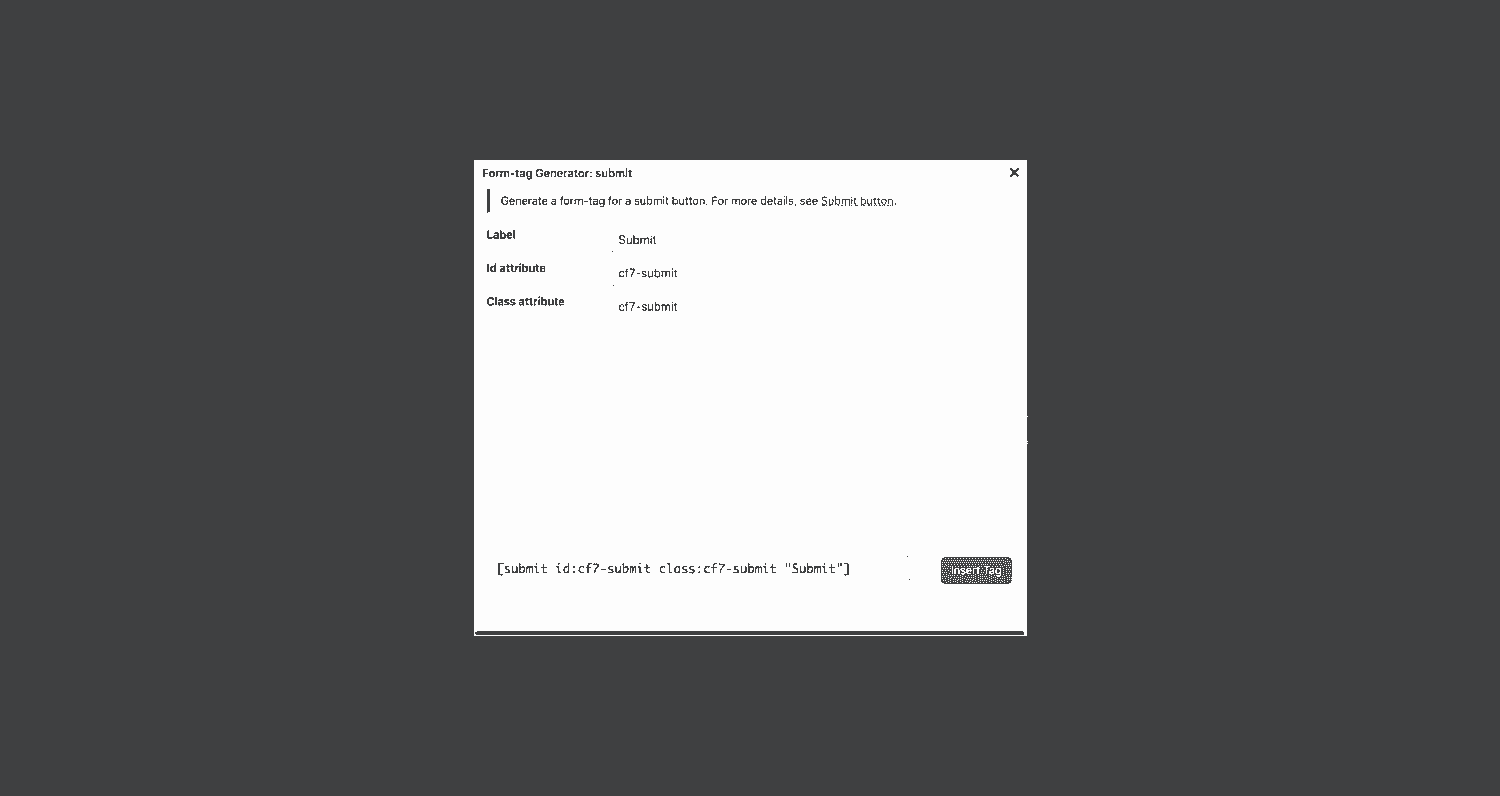 Form-tag Generator: submit
Generate a form-tag for a submit button. For more details, see Submit button.
Label
Submit
Id attribute
cf7-submit
Class attribute
cf7-submit
[submit id:cf7-submit class:cf7-submit "Submit"]
Insert Tag